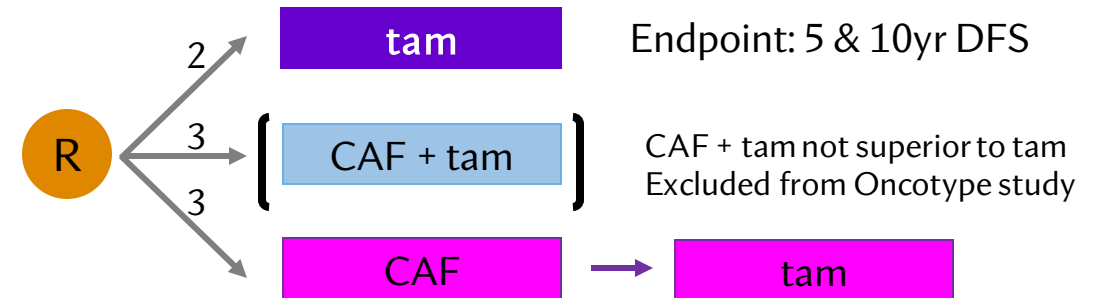 tam
Endpoint: 5 & 10yr DFS
2
R
3
CAF + tam
CAF + tam not superior to tam
Excluded from Oncotype study
3
CAF
tam